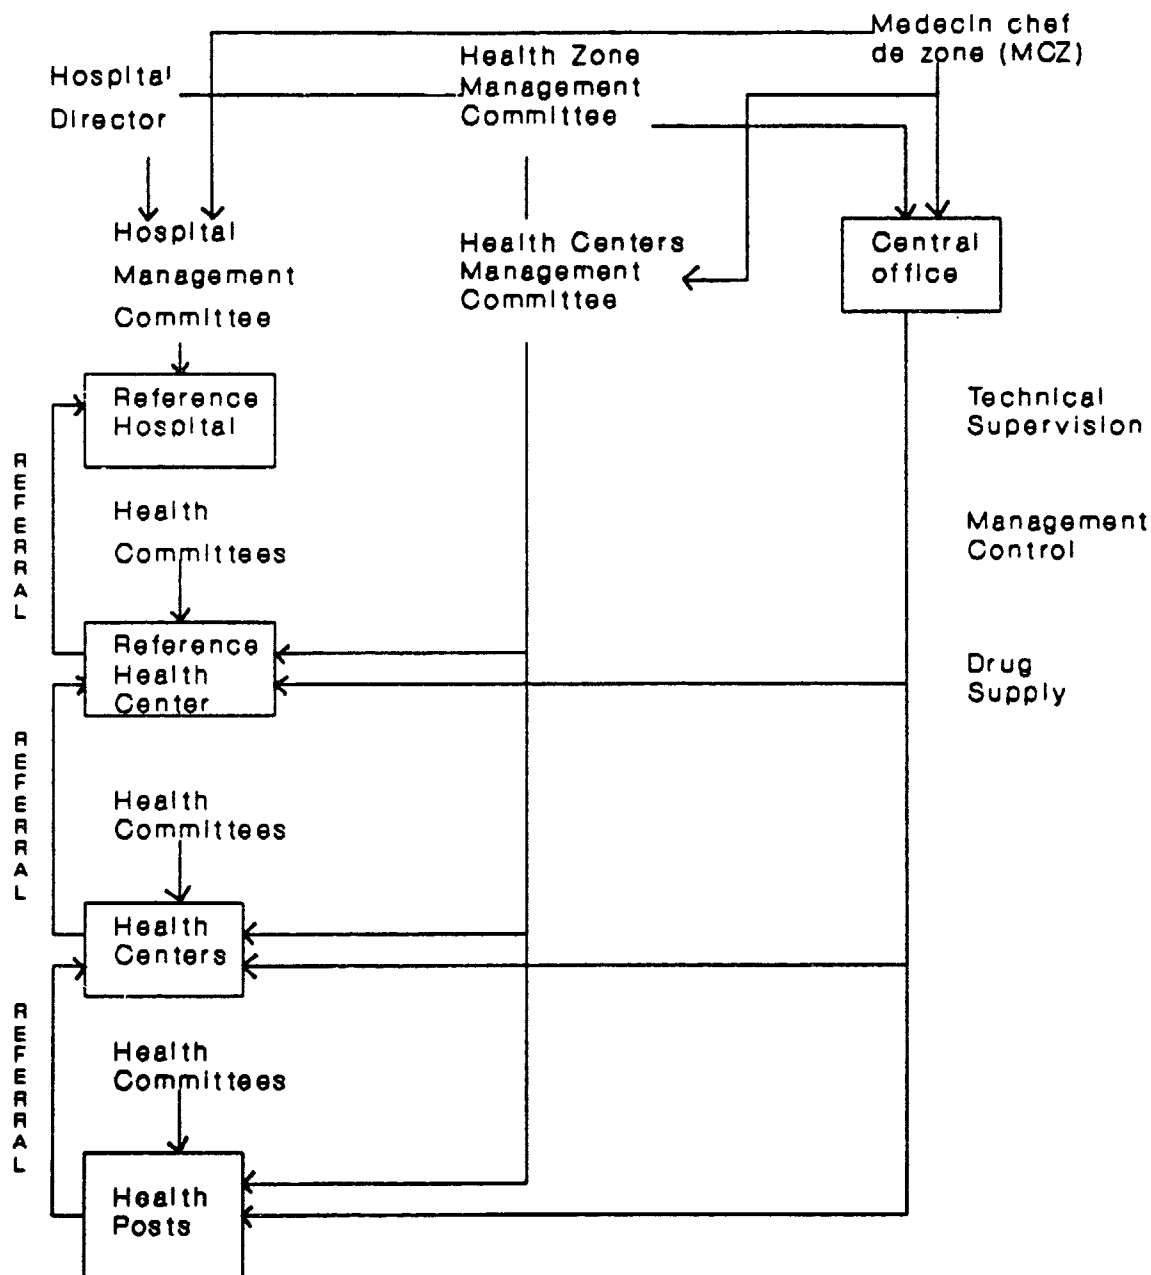 Medecin chef
de zone (MCZ)
Health Zone
Management
Committee
Hospital
Director
Hospital
Management
Committee
Health Centers
Management
Committee
Central
office
Reference
Hospital
Technical
Supervision
REFERRAL
Health
Committees
Management
Control
Reference
Health
Center
Drug
Supply
REFERRAL
Health
Committees
Health
Centers
REFERRAL
Health
Committees
Health
Posts